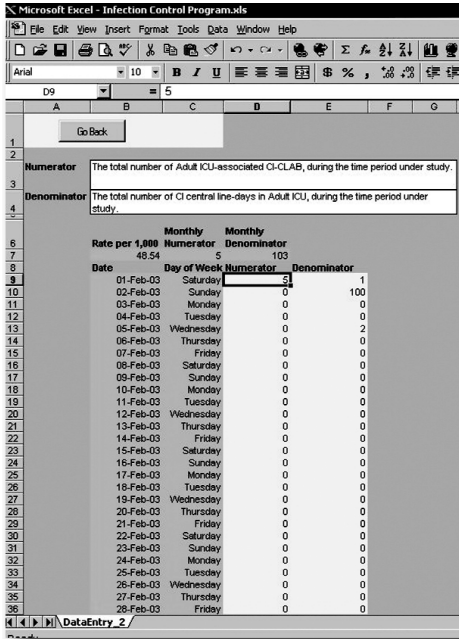 Microsoft Excel - Infection Control Program.xls
File Edit View Insert Format Tools Data Window Help
Arial 10 B I U $ % ,
D9 = 5
A B C D E F G
1 Go Back
2
3 Numerator The total number of Adult ICU-associated CI-CLAB, during the time period under study.
4 Denominator The total number of CI central line-days in Adult ICU, during the time period under study.
Monthly Monthly
6 Rate per 1,000 Numerator Denominator
7 48.54 5 103
8 Date Day of Week Numerator Denominator
9 01-Feb-03 Saturday 5 1
10 02-Feb-03 Sunday 0 100
11 03-Feb-03 Monday 0 0
12 04-Feb-03 Tuesday 0 0
13 05-Feb-03 Wednesday 0 2
14 06-Feb-03 Thursday 0 0
15 07-Feb-03 Friday 0 0
16 08-Feb-03 Saturday 0 0
17 09-Feb-03 Sunday 0 0
18 10-Feb-03 Monday 0 0
19 11-Feb-03 Tuesday 0 0
20 12-Feb-03 Wednesday 0 0
21 13-Feb-03 Thursday 0 0
22 14-Feb-03 Friday 0 0
23 15-Feb-03 Saturday 0 0
24 16-Feb-03 Sunday 0 0
25 17-Feb-03 Monday 0 0
26 18-Feb-03 Tuesday 0 0
27 19-Feb-03 Wednesday 0 0
28 20-Feb-03 Thursday 0 0
29 21-Feb-03 Friday 0 0
30 22-Feb-03 Saturday 0 0
31 23-Feb-03 Sunday 0 0
32 24-Feb-03 Monday 0 0
33 25-Feb-03 Tuesday 0 0
34 26-Feb-03 Wednesday 0 0
35 27-Feb-03 Thursday 0 0
36 28-Feb-03 Friday 0 0
DataEntry_2